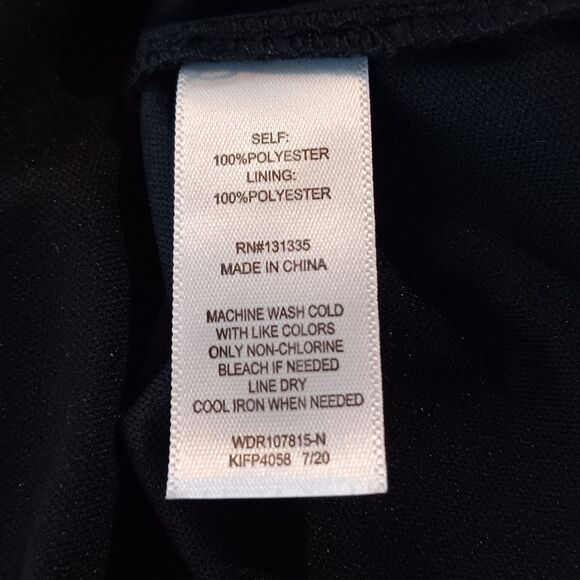 SELF:
100%POLYESTER
LINING:
100%POLYESTER
RN#131335
MADE IN CHINA
MACHINE WASH COLD
WITH LIKE COLORS
ONLY NON-CHLORINE
BLEACH IF NEEDED
LINE DRY
COOL IRON WHEN NEEDED
WDR107815-N
KIFP4058 7/20